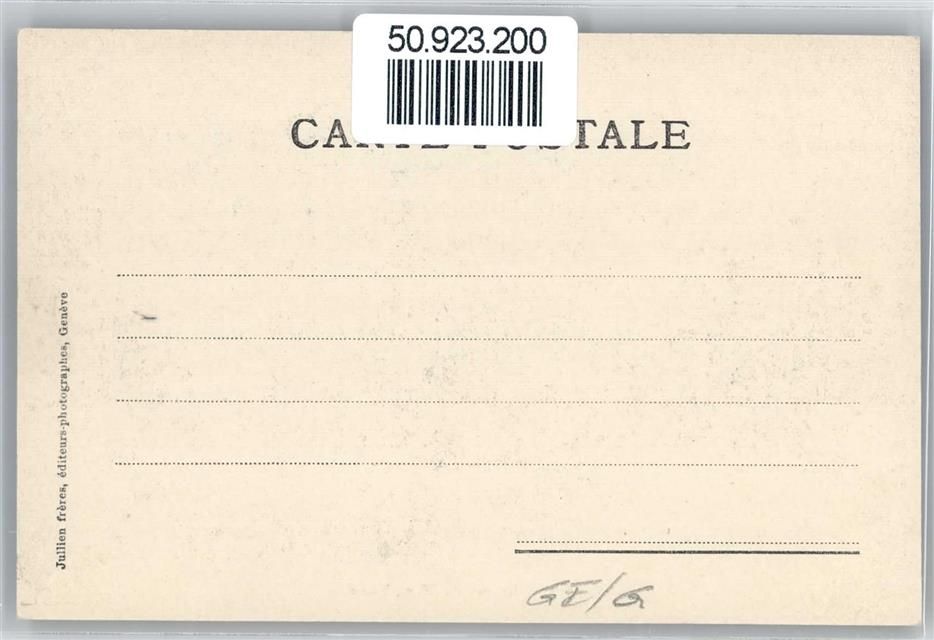 50.923.200
CARTE POSTALE
Jullien frères, éditeurs-photographes, Genève
GE/G